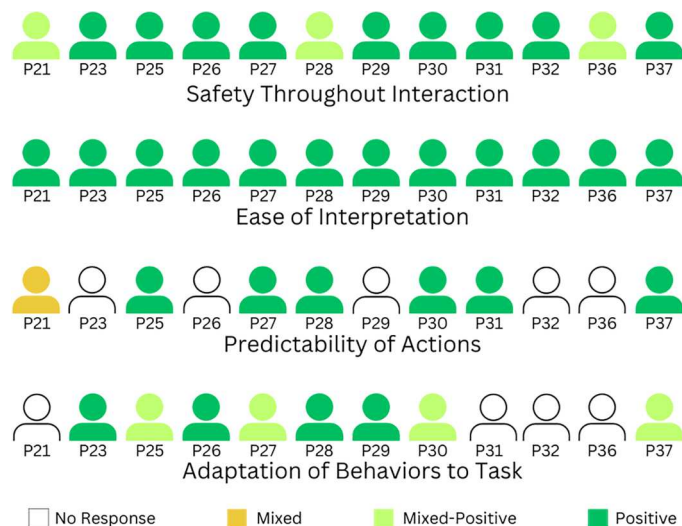 P21 P23 P25 P26 P27 P28 P29 P30 P31 P32 P36 P37
Safety Throughout Interaction
P21 P23 P25 P26 P27 P28 P29 P30 P31 P32 P36 P37
Ease of Interpretation
P21 P23 P25 P26 P27 P28 P29 P30 P31 P32 P36 P37
Predictability of Actions
P21 P23 P25 P26 P27 P28 P29 P30 P31 P32 P36 P37
Adaptation of Behaviors to Task
No Response Mixed Mixed-Positive Positive